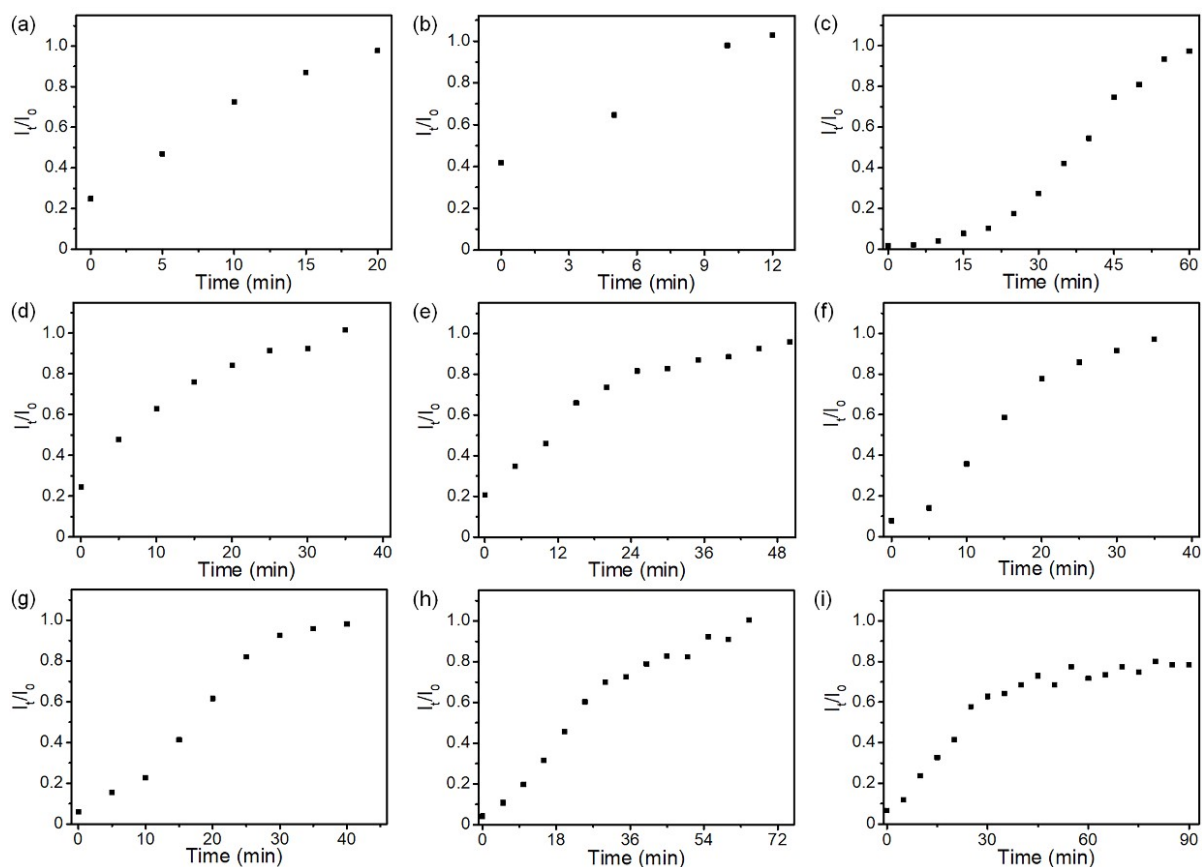 (a)
1.0
0.8
0.6
0.4
0.2
0
I_t/I_0
0 5 10 15 20
Time (min)
(b)
1.0
0.8
0.6
0.4
0.2
0
I_t/I_0
0 3 6 9 12
Time (min)
(c)
1.0
0.8
0.6
0.4
0.2
0
I_t/I_0
0 15 30 45 60
Time (min)
(d)
1.0
0.8
0.6
0.4
0.2
0
I_t/I_0
0 10 20 30 40
Time (min)
(e)
1.0
0.8
0.6
0.4
0.2
0
I_t/I_0
0 12 24 36 48
Time (min)
(f)
1.0
0.8
0.6
0.4
0.2
0
I_t/I_0
0 10 20 30 40
Time (min)
(g)
1.0
0.8
0.6
0.4
0.2
0
I_t/I_0
0 10 20 30 40
Time (min)
(h)
1.0
0.8
0.6
0.4
0.2
0
I_t/I_0
0 18 36 54 72
Time (min)
(i)
1.0
0.8
0.6
0.4
0.2
0
I_t/I_0
0 30 60 90
Time (min)